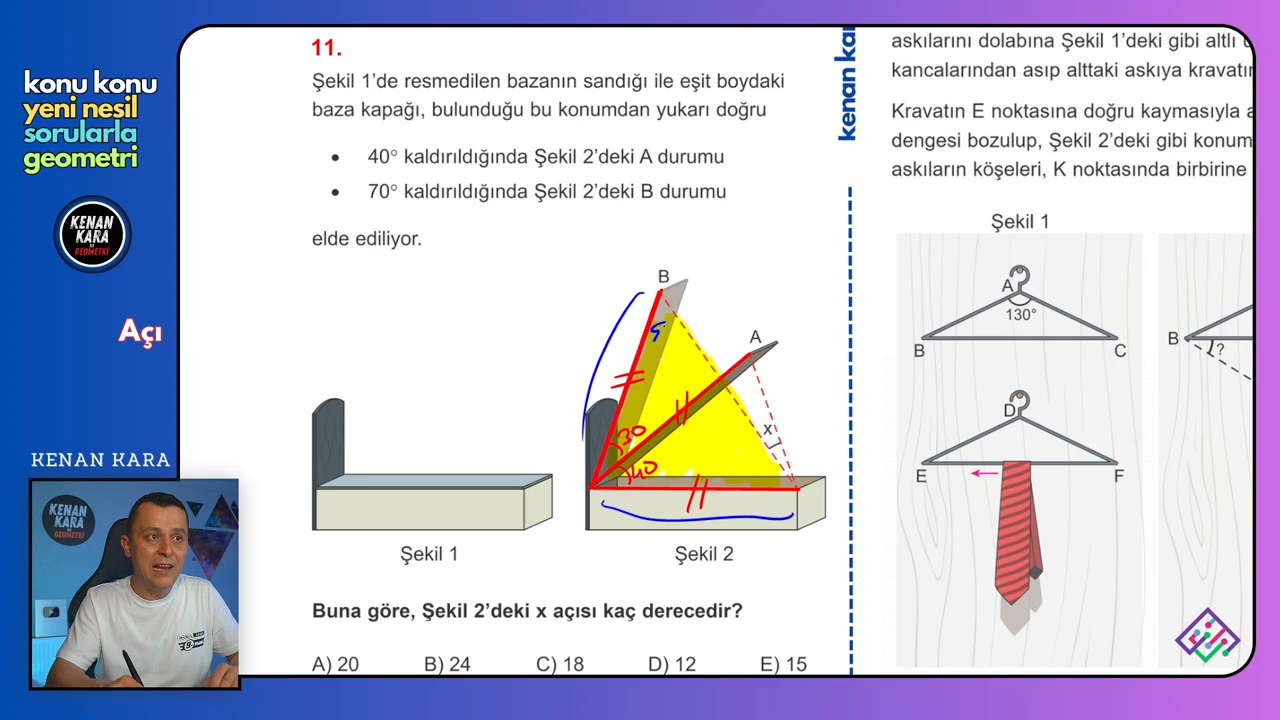 konu konu
yeni nesil
sorularla
geometri
KENAN
KARA
ile
GEOMETRİ
Açı
KENAN KARA
11.
Şekil 1'de resmedilen bazanın sandığı ile eşit boydaki
baza kapağı, bulunduğu bu konumdan yukarı doğru
• 40° kaldırıldığında Şekil 2'deki A durumu
• 70° kaldırıldığında Şekil 2'deki B durumu
elde ediliyor.
B
A
x
30
40
Şekil 1
Şekil 2
Buna göre, Şekil 2'deki x açısı kaç derecedir?
A) 20 B) 24 C) 18 D) 12 E) 15
kenan kar
askılarını dolabına Şekil 1'deki gibi altlı
kancalarından asıp alttaki askıya kravatı
Kravatın E noktasına doğru kaymasıyla a
dengesi bozulup, Şekil 2'deki gibi konum
askıların köşeleri, K noktasında birbirine
Şekil 1
A
130°
B
C
D
E
F
B
?
KENAN
KARA